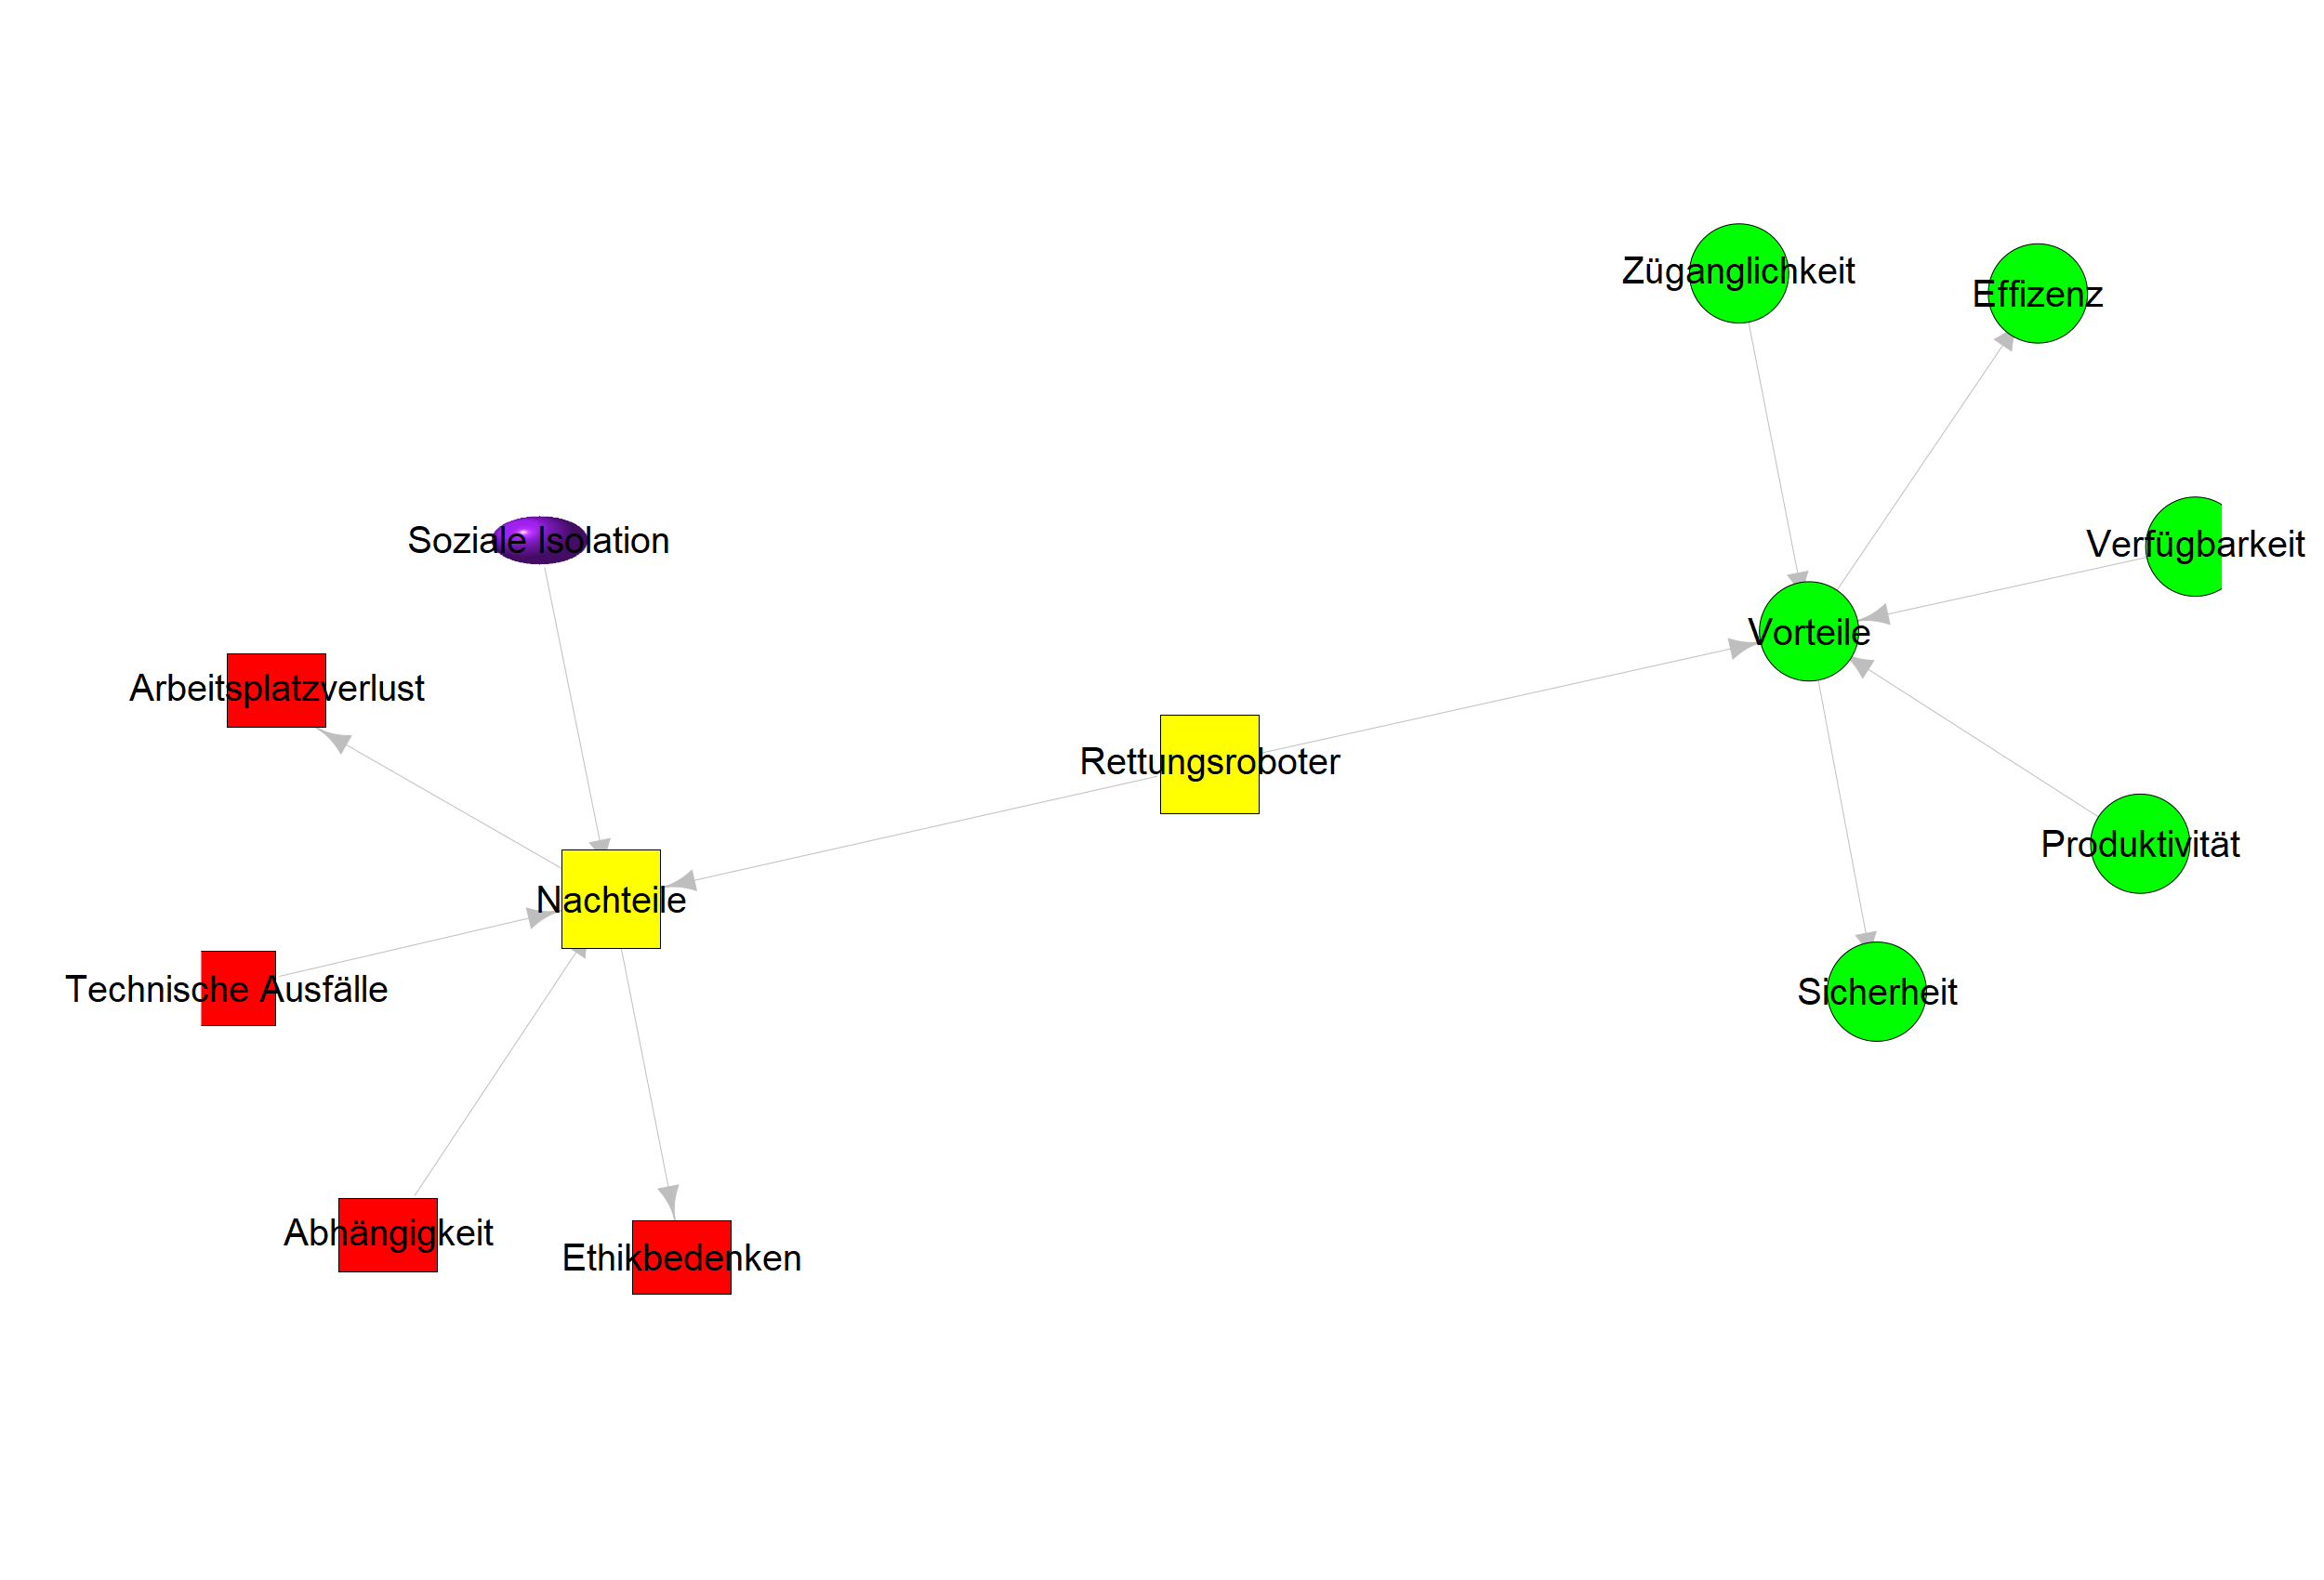 Züganglichkeit
Effizenz
Soziale Isolation
Verfügbarkeit
Vorteile
Arbeitsplatzverlust
Rettungsroboter
Produktivität
Nachteile
Technische Ausfälle
Sicherheit
Abhängigkeit
Ethikbedenken